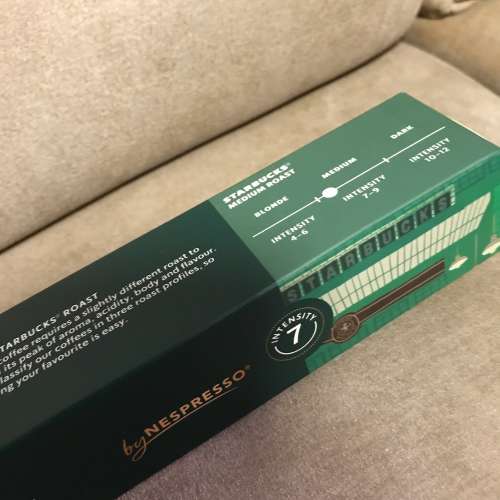 STARBUCKS® ROAST
coffee requires a slightly different roast to
its peak of aroma, acidity, body and flavour.
classify our coffees in three roast profiles, so
your favourite is easy.
by NESPRESSO®
STARBUCKS®
MEDIUM ROAST
BLONDE
MEDIUM
DARK
INTENSITY
4-6
INTENSITY
7-9
INTENSITY
10-12
STARBUCKS
INTENSITY
7